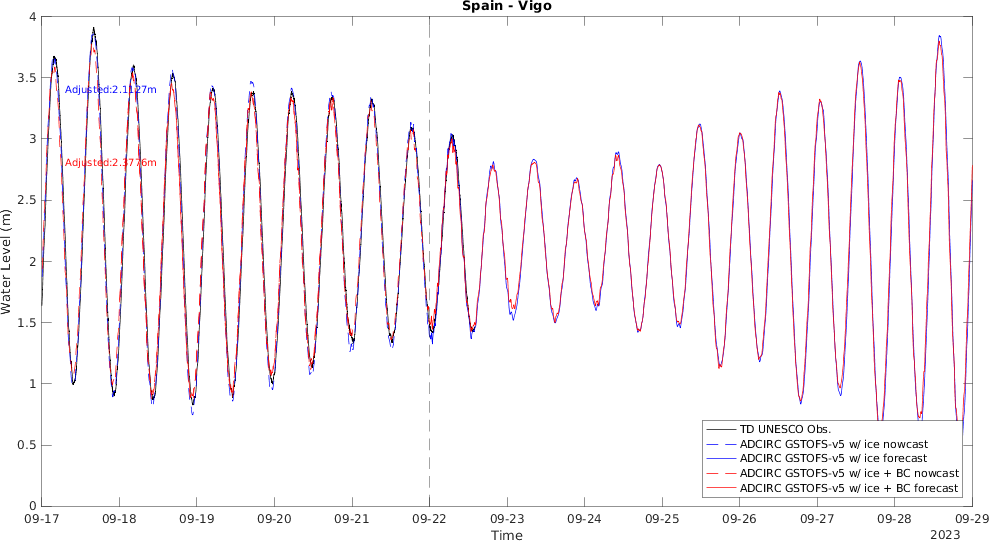 Spain - Vigo
Water Level (m)
4
3.5
3
2.5
2
1.5
1
0.5
0
Adjusted:2.1127m
Adjusted:2.3776m
TD UNESCO Obs.
ADCIRC GSTOFS-v5 w/ ice nowcast
ADCIRC GSTOFS-v5 w/ ice forecast
ADCIRC GSTOFS-v5 w/ ice + BC nowcast
ADCIRC GSTOFS-v5 w/ ice + BC forecast
09-17 09-18 09-19 09-20 09-21 09-22 09-23 09-24 09-25 09-26 09-27 09-28 09-29
Time
2023